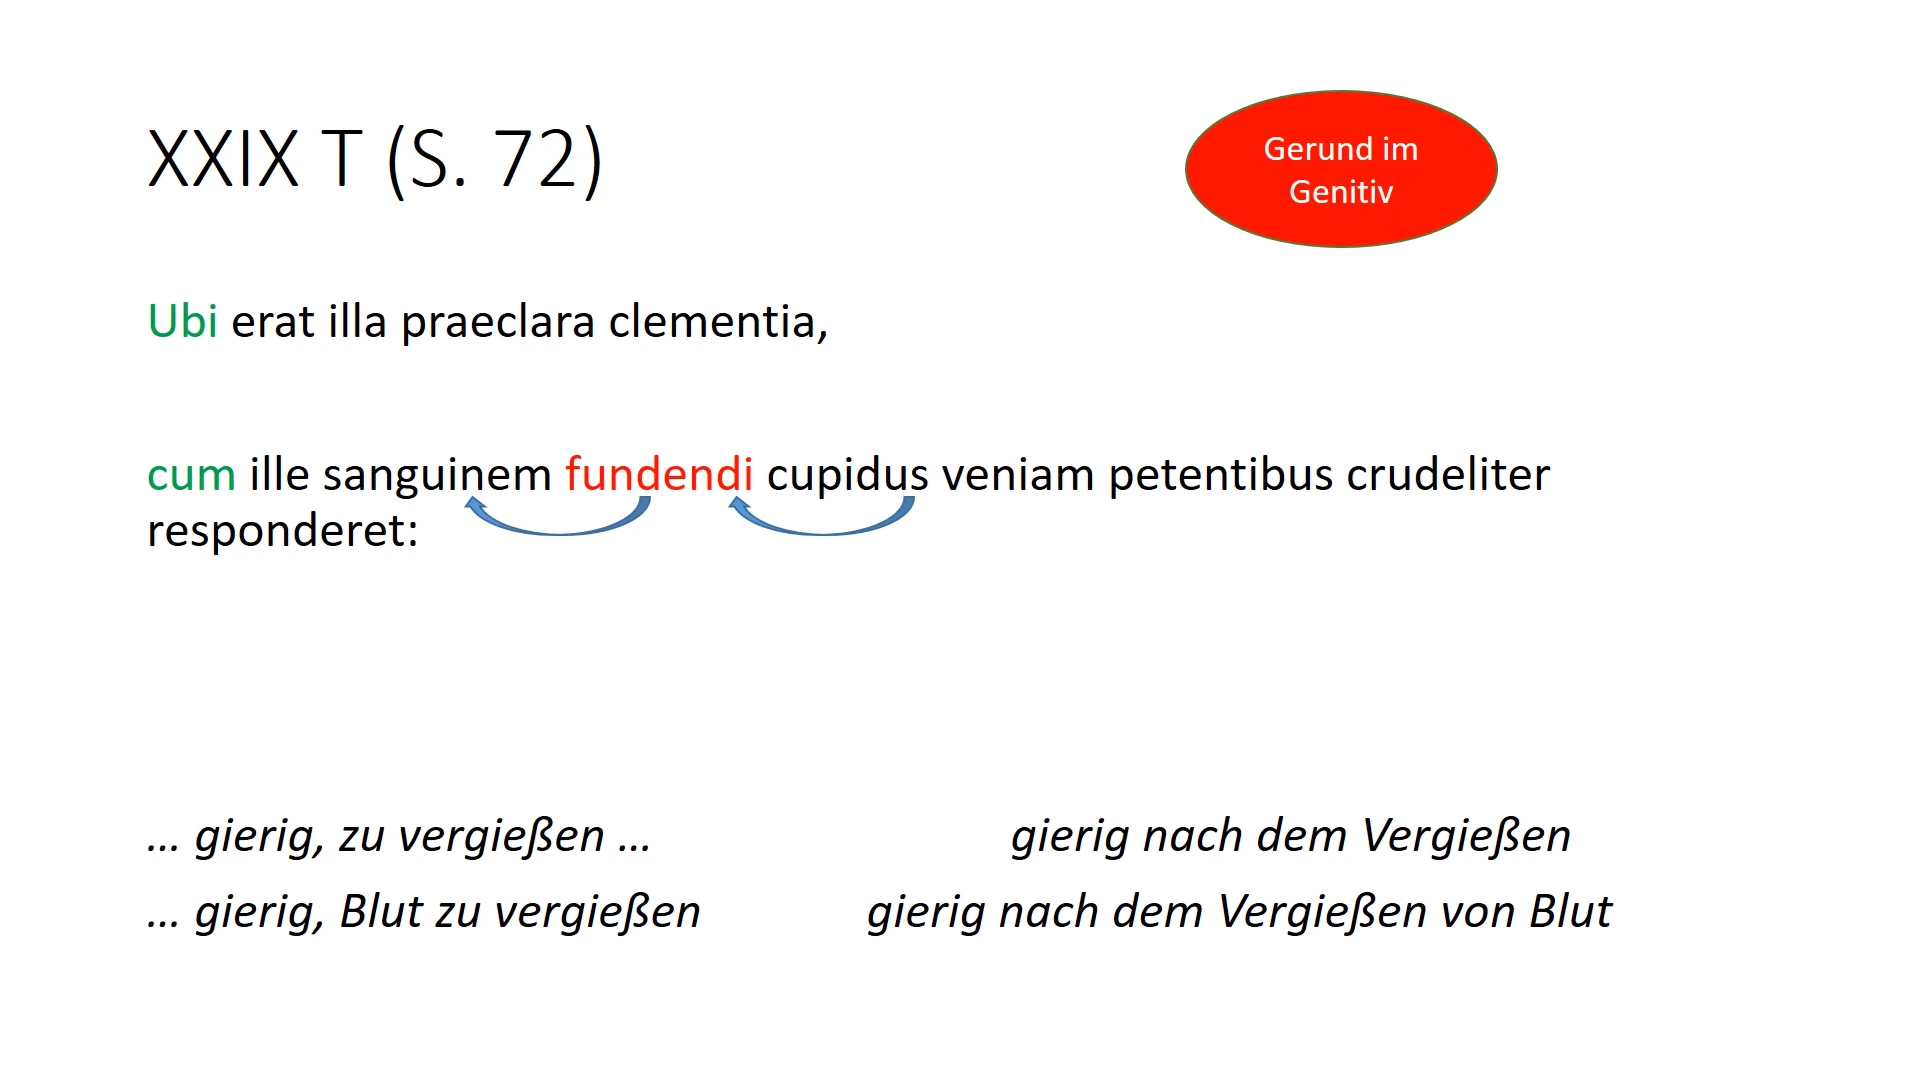 XXIX T (S. 72)
Gerund im
Genitiv
Ubi erat illa praeclara clementia,
cum ille sanguinem fundendi cupidus veniam petentibus crudeliter
responderet:
... gierig, zu vergießen ...
gierig nach dem Vergießen
... gierig, Blut zu vergießen
gierig nach dem Vergießen von Blut